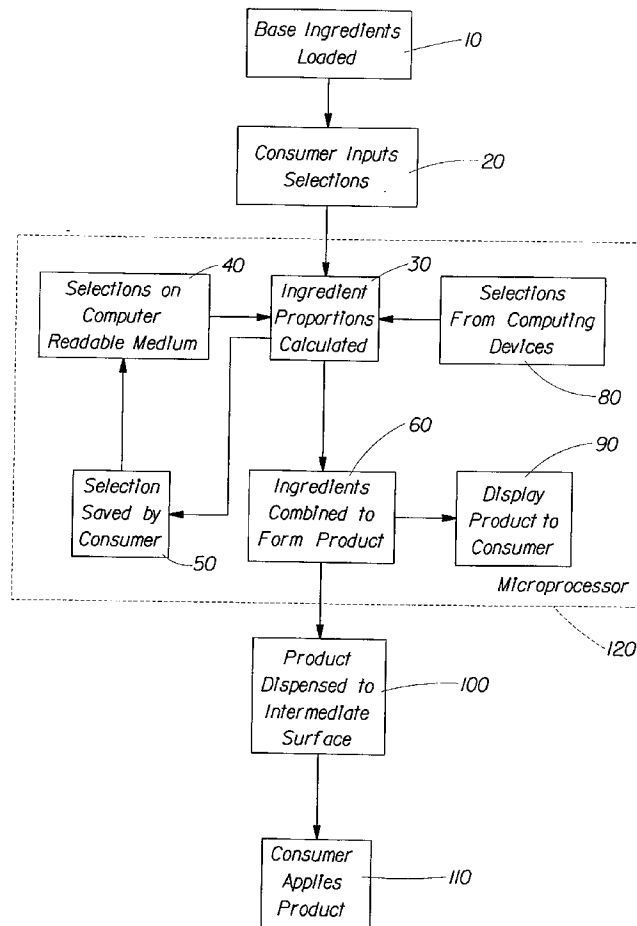 Base Ingredients
Loaded
10
Consumer Inputs
Selections
20
40
Selections on
Computer
Readable Medium
30
Ingredient
Proportions
Calculated
Selections
From Computing
Devices
80
60
90
Selection
Saved by
Consumer
50
Ingredients
Combined to
Form Product
Display
Product to
Consumer
Microprocessor
120
Product
Dispensed to
Intermediate
Surface
100
Consumer
Applies
Product
110